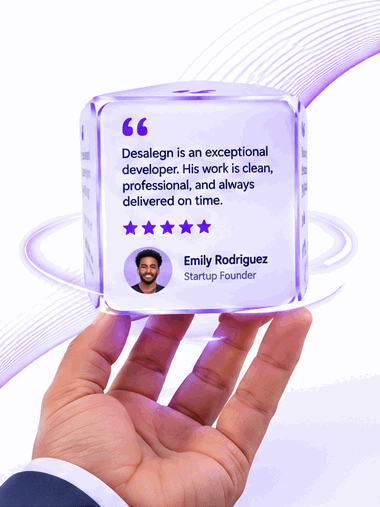 Desalegn is an exceptional
developer. His work is clean,
professional, and always
delivered on time.
Emily Rodriguez
Startup Founder